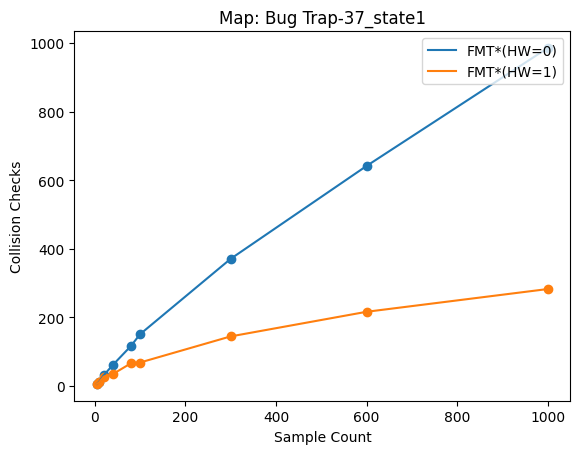 Map: Bug Trap-37_state1
FMT*(HW=0)
FMT*(HW=1)
Collision Checks
1000
800
600
400
200
0
0 200 400 600 800 1000
Sample Count